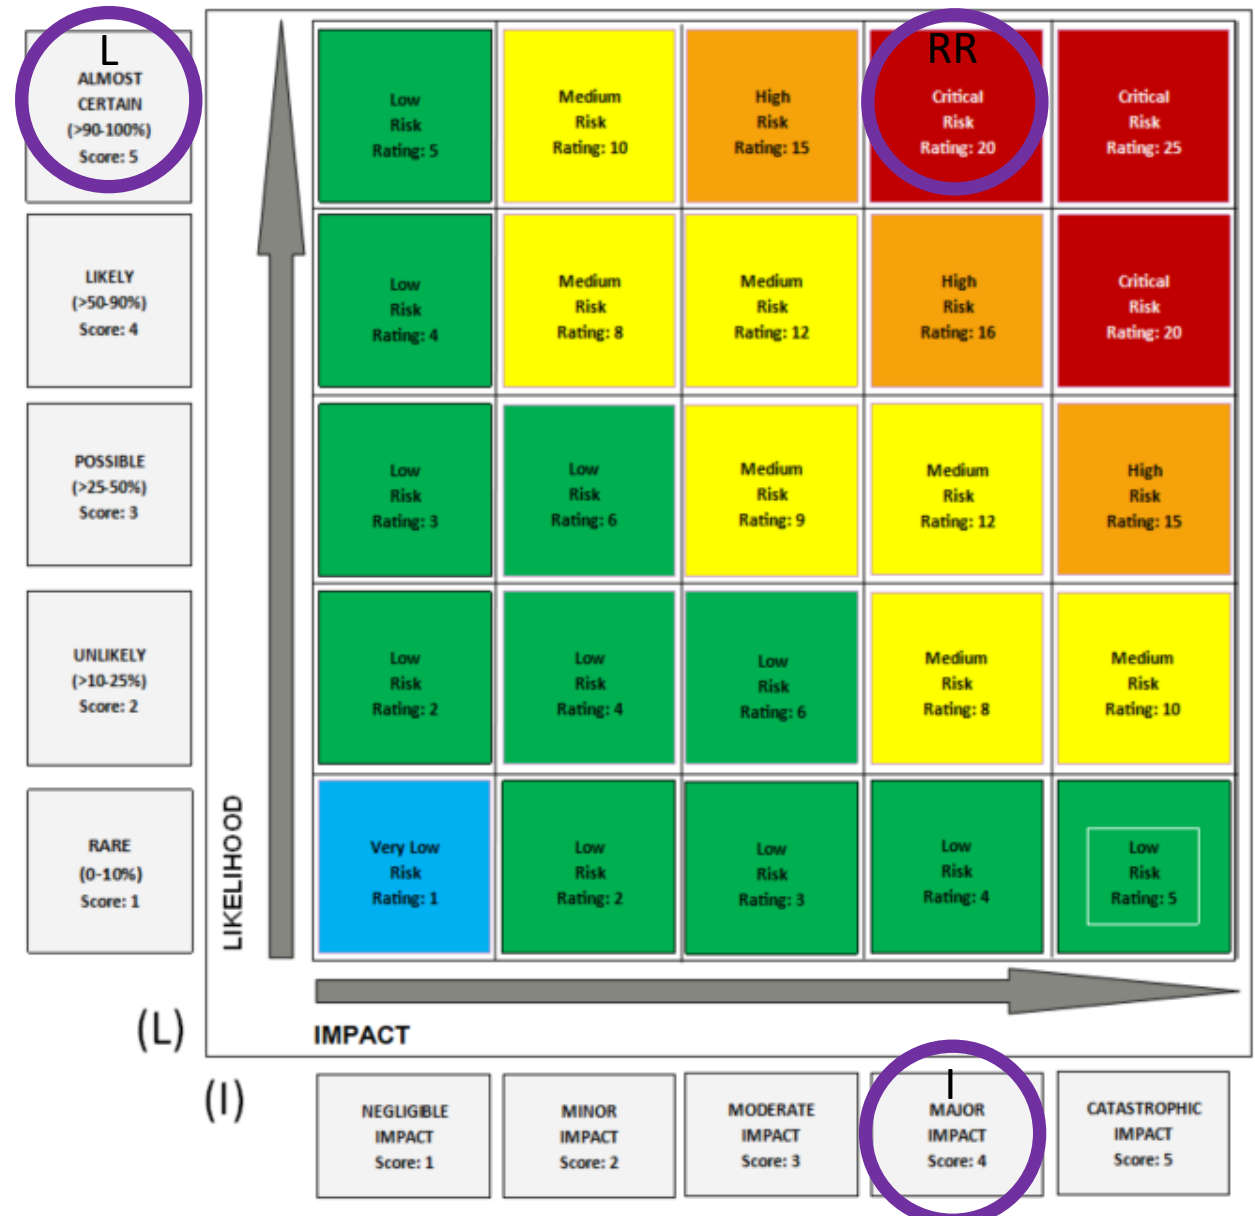 L
ALMOST
CERTAIN
(>90-100%)
Score: 5
Low
Risk
Rating: 5
Medium
Risk
Rating: 10
High
Risk
Rating: 15
RR
Critical
Risk
Rating: 20
Critical
Risk
Rating: 25
LIKELY
(>50-90%)
Score: 4
Low
Risk
Rating: 4
Medium
Risk
Rating: 8
Medium
Risk
Rating: 12
High
Risk
Rating: 16
Critical
Risk
Rating: 20
POSSIBLE
(>25-50%)
Score: 3
Low
Risk
Rating: 3
Low
Risk
Rating: 6
Medium
Risk
Rating: 9
Medium
Risk
Rating: 12
High
Risk
Rating: 15
UNLIKELY
(>10-25%)
Score: 2
Low
Risk
Rating: 2
Low
Risk
Rating: 4
Low
Risk
Rating: 6
Medium
Risk
Rating: 8
Medium
Risk
Rating: 10
RARE
(0-10%)
Score: 1
LIKELIHOOD
Very Low
Risk
Rating: 1
Low
Risk
Rating: 2
Low
Risk
Rating: 3
Low
Risk
Rating: 4
Low
Risk
Rating: 5
(L)
IMPACT
(I)
NEGLIGIBLE
IMPACT
Score: 1
MINOR
IMPACT
Score: 2
MODERATE
IMPACT
Score: 3
I
MAJOR
IMPACT
Score: 4
CATASTROPHIC
IMPACT
Score: 5